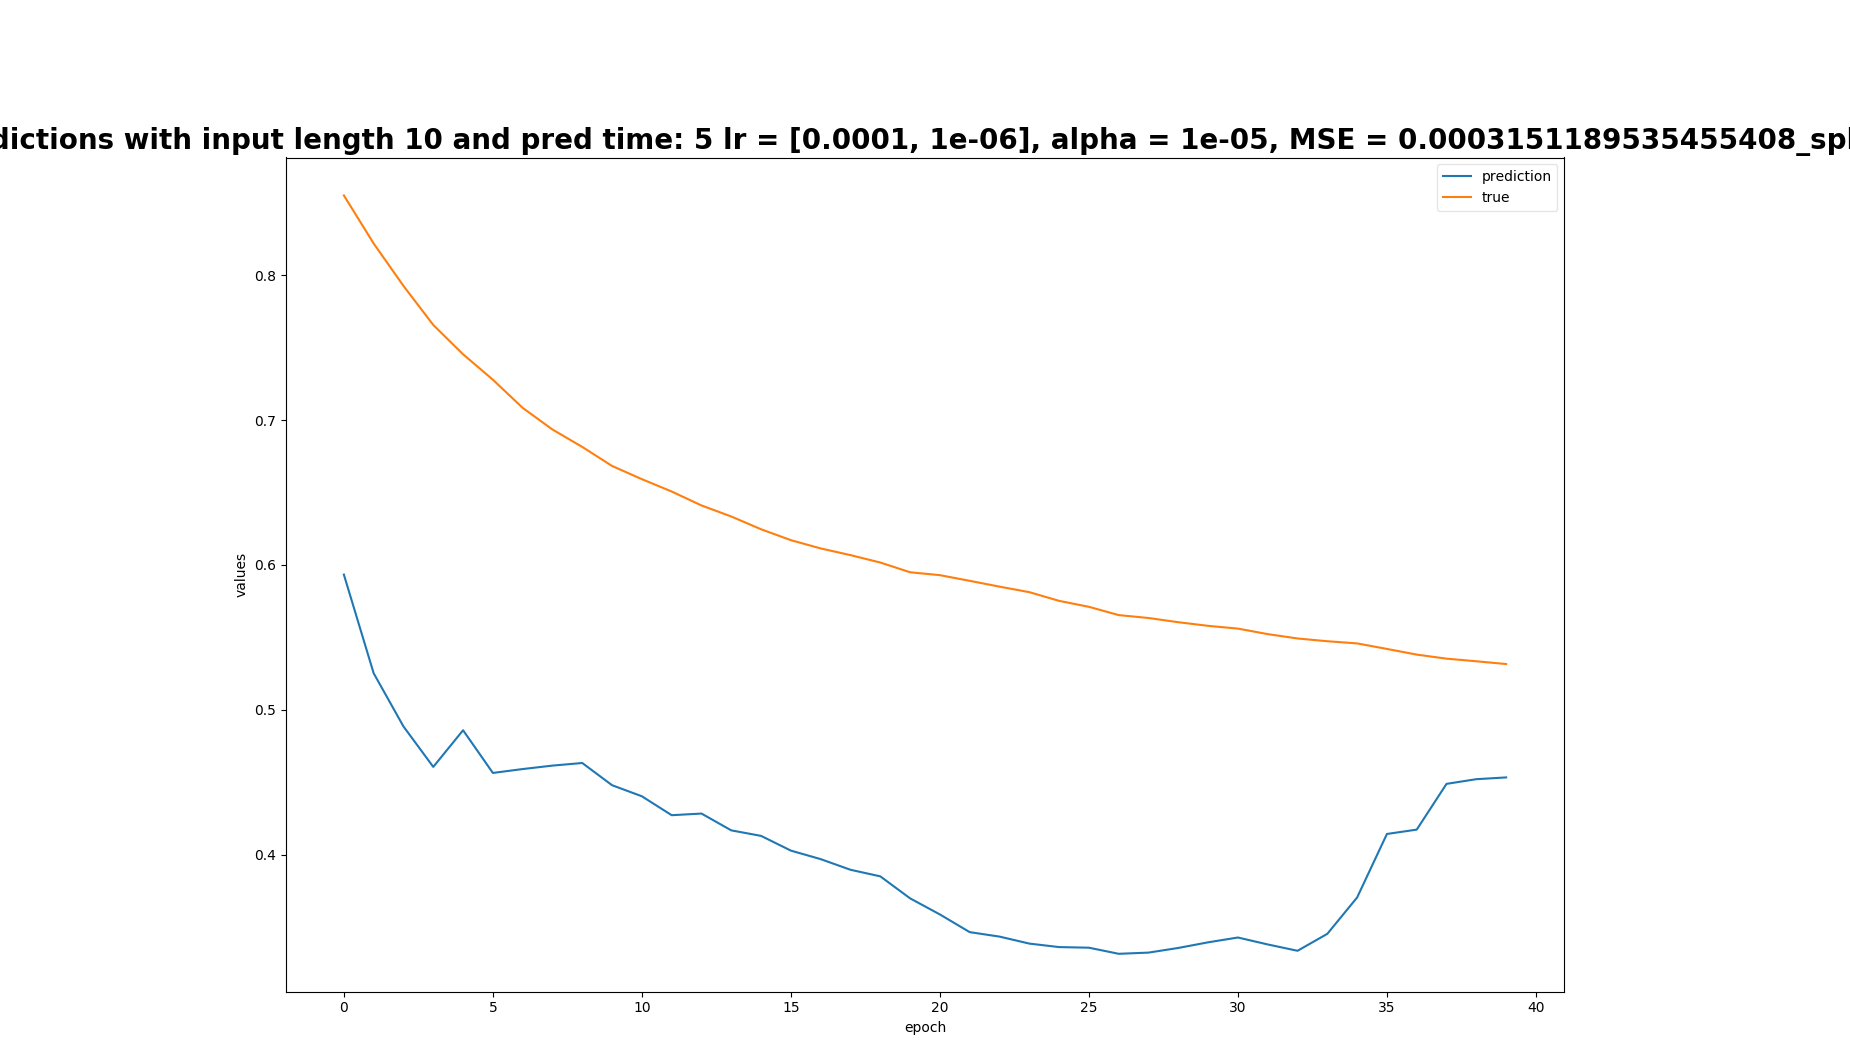 dictions with input length 10 and pred time: 5 lr = [0.0001, 1e-06], alpha = 1e-05, MSE = 0.0003151189535455408_spl
prediction
true
0.8
0.7
0.6
0.5
0.4
values
0 5 10 15 20 25 30 35 40
epoch